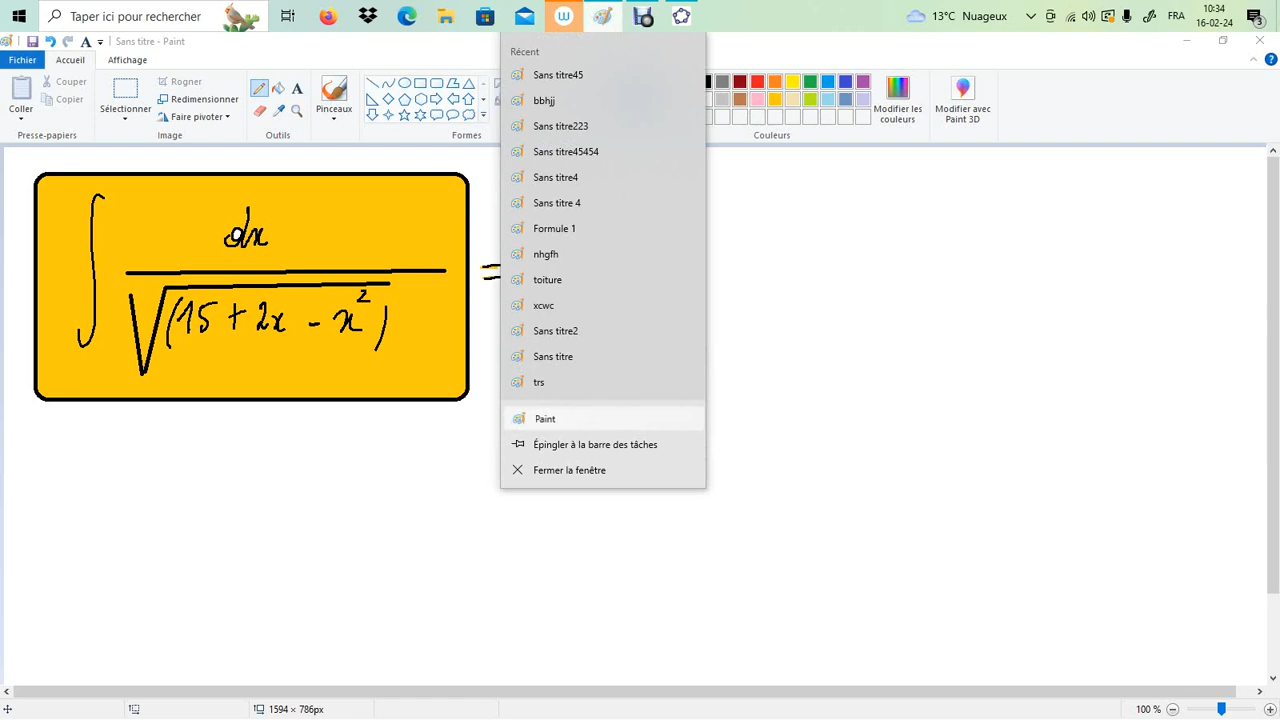 Taper ici pour rechercher
13°C Nuageux
FRA
10:34
16-02-24
3
Sans titre - Paint
Fichier
Accueil
Affichage
Coller
Couper
Copier
Presse-papiers
Sélectionner
Rogner
Redimensionner
Faire pivoter
Image
Outils
Pinceaux
Formes
Modifier les couleurs
Modifier avec Paint 3D
Couleurs
Récent
Sans titre45
bbhjj
Sans titre223
Sans titre45454
Sans titre4
Sans titre 4
Formule 1
nhgfh
toiture
xcwc
Sans titre2
Sans titre
trs
Paint
Épingler à la barre des tâches
Fermer la fenêtre
∫ dx
√(15 + 2x - x²)
=
1594 × 786px
100 %